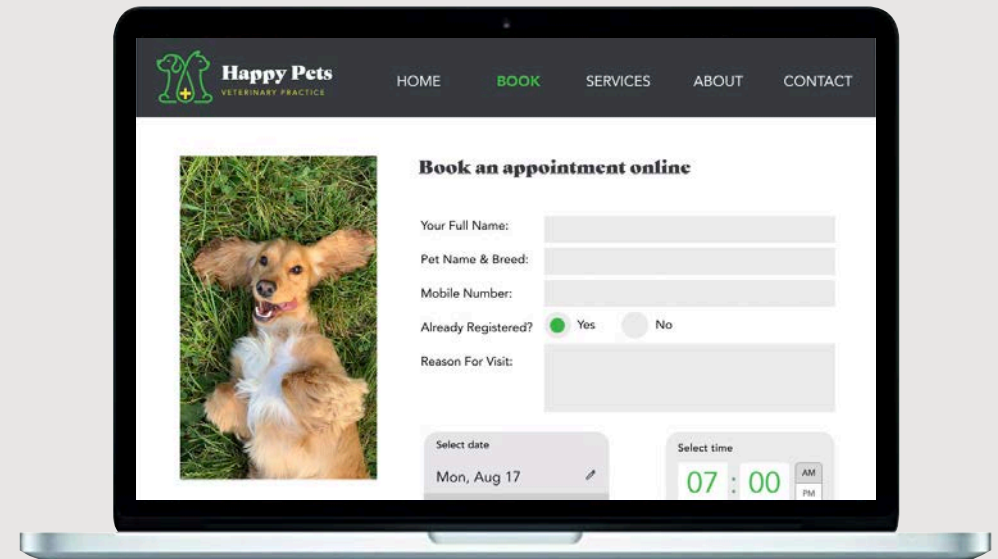 Happy Pets
VETERINARY PRACTICE
HOME BOOK SERVICES ABOUT CONTACT
Book an appointment online
Your Full Name:
Pet Name & Breed:
Mobile Number:
Already Registered? Yes No
Reason For Visit:
Select date
Mon, Aug 17
Select time
07 : 00 AM
PM